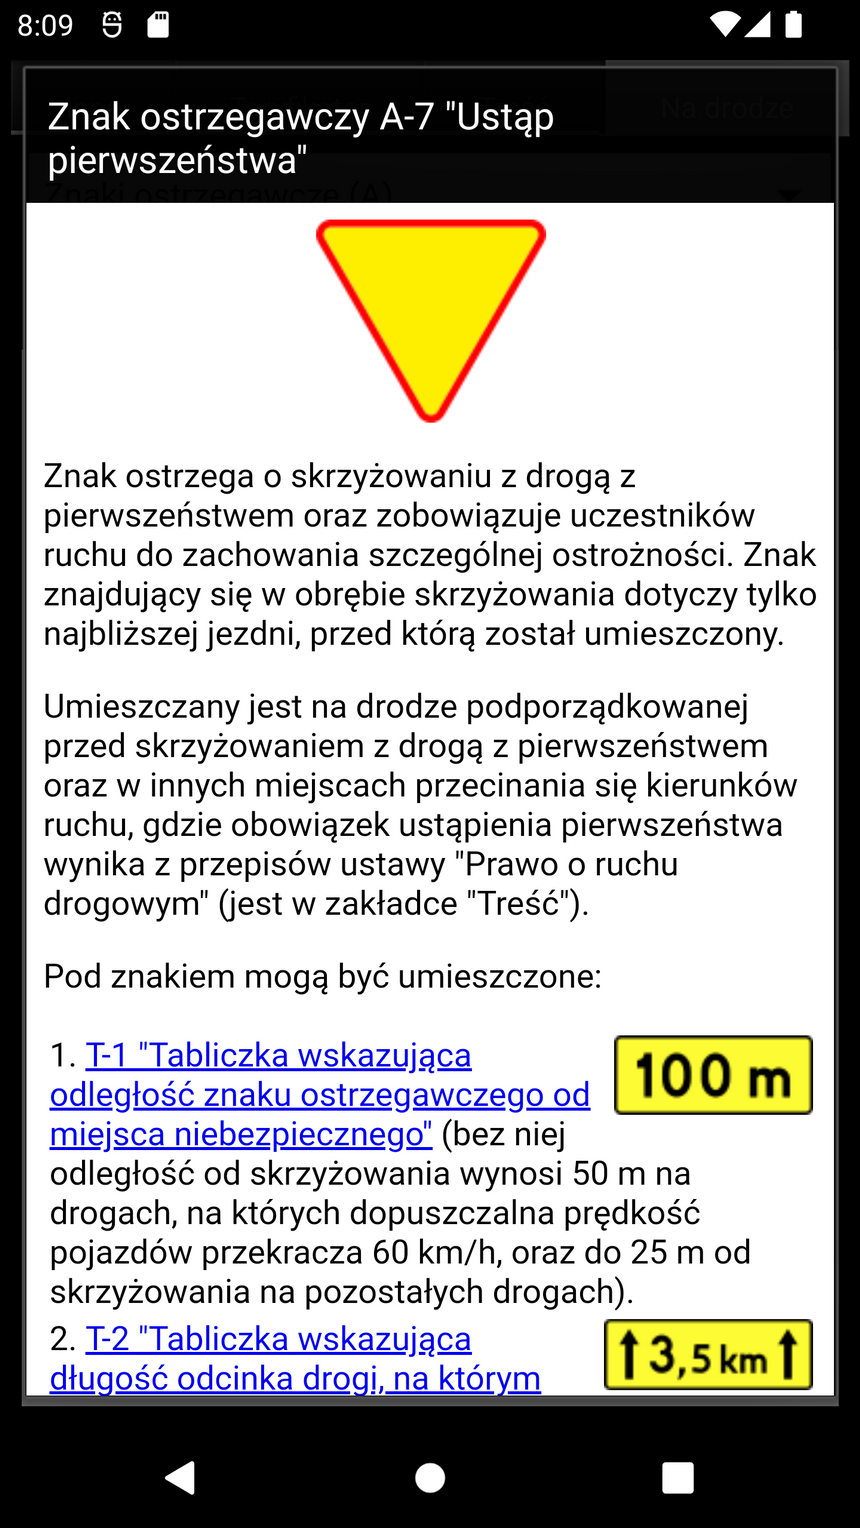 8:09
Na drodze
Znak ostrzegawczy A-7 "Ustąp
pierwszeństwa"
Znaki ostrzegawcze (A)
Znak ostrzega o skrzyżowaniu z drogą z
pierwszeństwem oraz zobowiązuje uczestników
ruchu do zachowania szczególnej ostrożności. Znak
znajdujący się w obrębie skrzyżowania dotyczy tylko
najbliższej jezdni, przed którą został umieszczony.
Umieszczany jest na drodze podporządkowanej
przed skrzyżowaniem z drogą z pierwszeństwem
oraz w innych miejscach przecinania się kierunków
ruchu, gdzie obowiązek ustąpienia pierwszeństwa
wynika z przepisów ustawy "Prawo o ruchu
drogowym" (jest w zakładce "Treść").
Pod znakiem mogą być umieszczone:
1. T-1 "Tabliczka wskazująca
odległość znaku ostrzegawczego od
miejsca niebezpiecznego" (bez niej
odległość od skrzyżowania wynosi 50 m na
drogach, na których dopuszczalna prędkość
pojazdów przekracza 60 km/h, oraz do 25 m od
skrzyżowania na pozostałych drogach).
100 m
2. T-2 "Tabliczka wskazująca
długość odcinka drogi, na którym
3,5 km